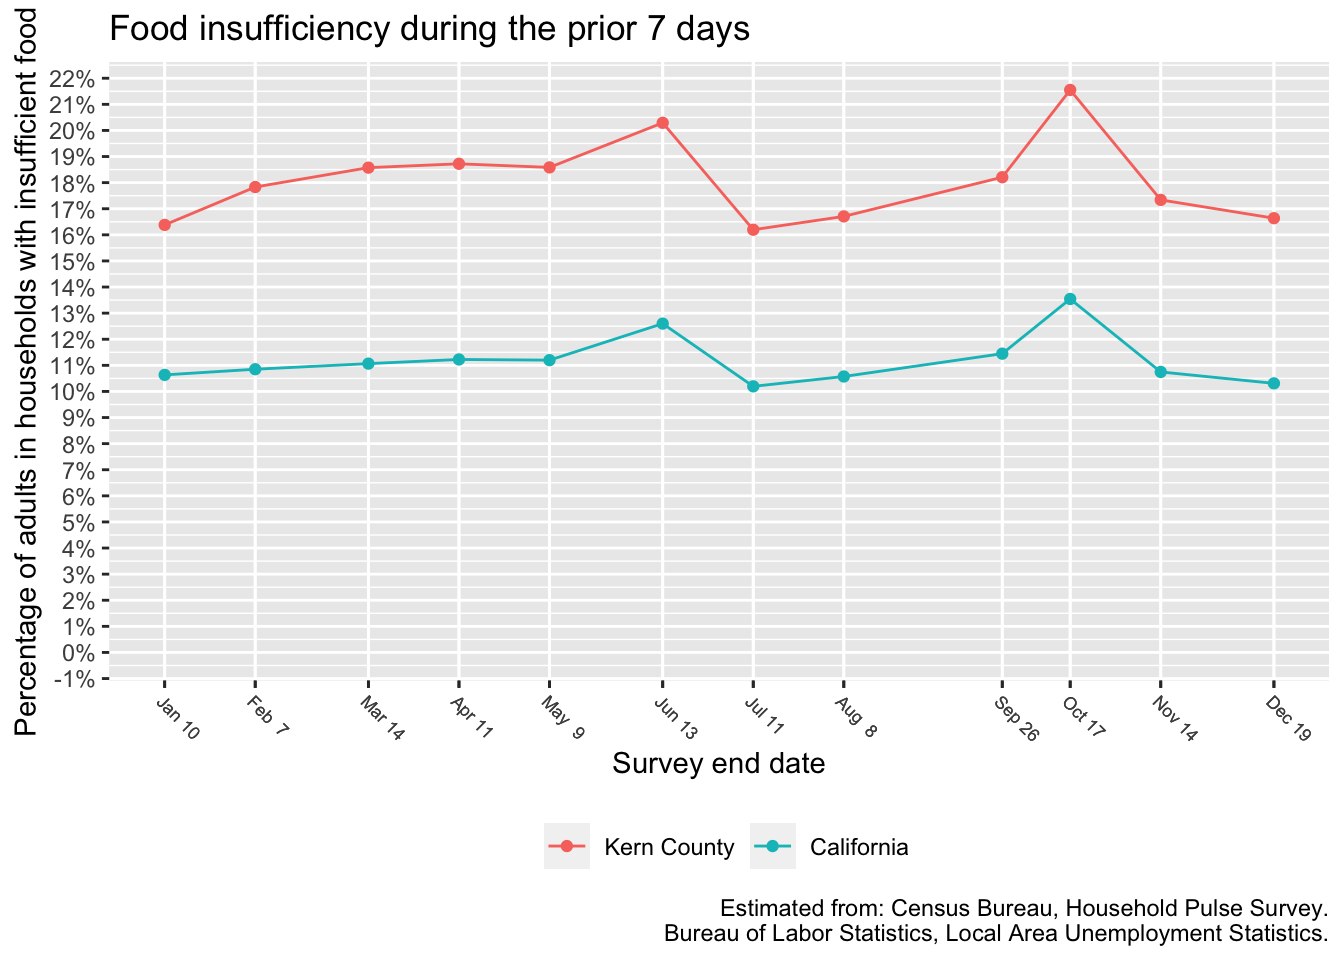 Food insufficiency during the prior 7 days
Percentage of adults in households with insufficient food
22%
21%
20%
19%
18%
17%
16%
15%
14%
13%
12%
11%
10%
9%
8%
7%
6%
5%
4%
3%
2%
1%
0%
-1%
Jan 10
Feb 7
Mar 14
Apr 11
May 9
Jun 13
Jul 11
Aug 8
Sep 26
Oct 17
Nov 14
Dec 19
Survey end date
Kern County
California
Estimated from: Census Bureau, Household Pulse Survey.
Bureau of Labor Statistics, Local Area Unemployment Statistics.